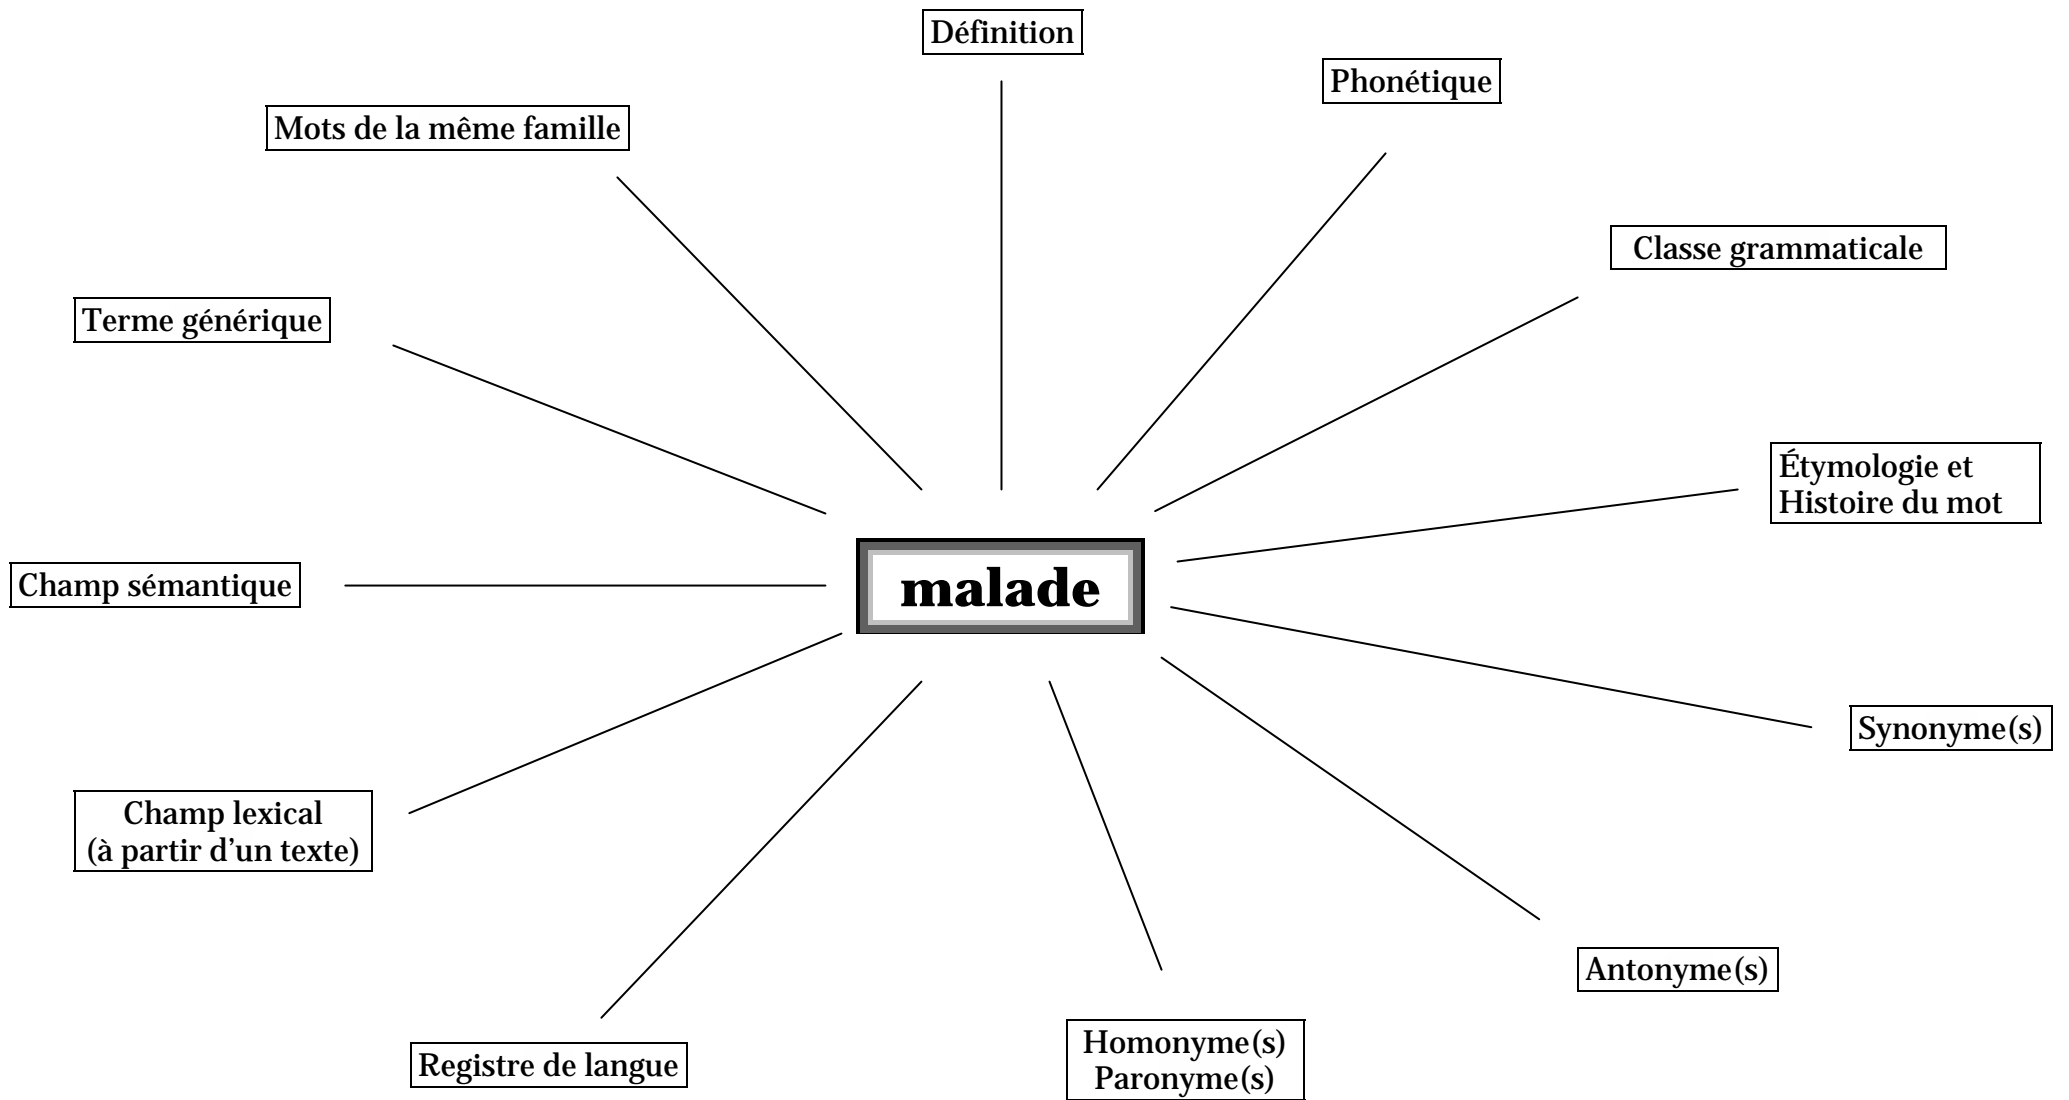 Définition
Phonétique
Mots de la même famille
Classe grammaticale
Terme générique
Étymologie et
Histoire du mot
Champ sémantique
malade
Synonyme(s)
Champ lexical
(à partir d’un texte)
Antonyme(s)
Homonyme(s)
Paronyme(s)
Registre de langue